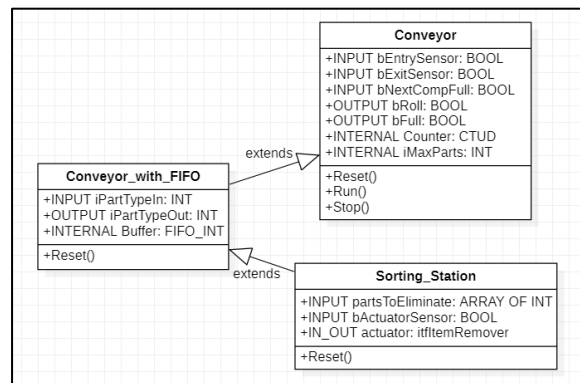 Conveyor
+INPUT bEntrySensor: BOOL
+INPUT bExitSensor: BOOL
+INPUT bNextCompFull: BOOL
+OUTPUT bRoll: BOOL
+OUTPUT bFull: BOOL
+INTERNAL Counter: CTUD
+INTERNAL iMaxParts: INT
+Reset()
+Run()
+Stop()
extends
Conveyor_with_FIFO
+INPUT iPartTypeIn: INT
+OUTPUT iPartTypeOut: INT
+INTERNAL Buffer: FIFO_INT
+Reset()
extends
Sorting_Station
+INPUT partsToEliminate: ARRAY OF INT
+INPUT bActuatorSensor: BOOL
+IN_OUT actuator: itfItemRemover
+Reset()